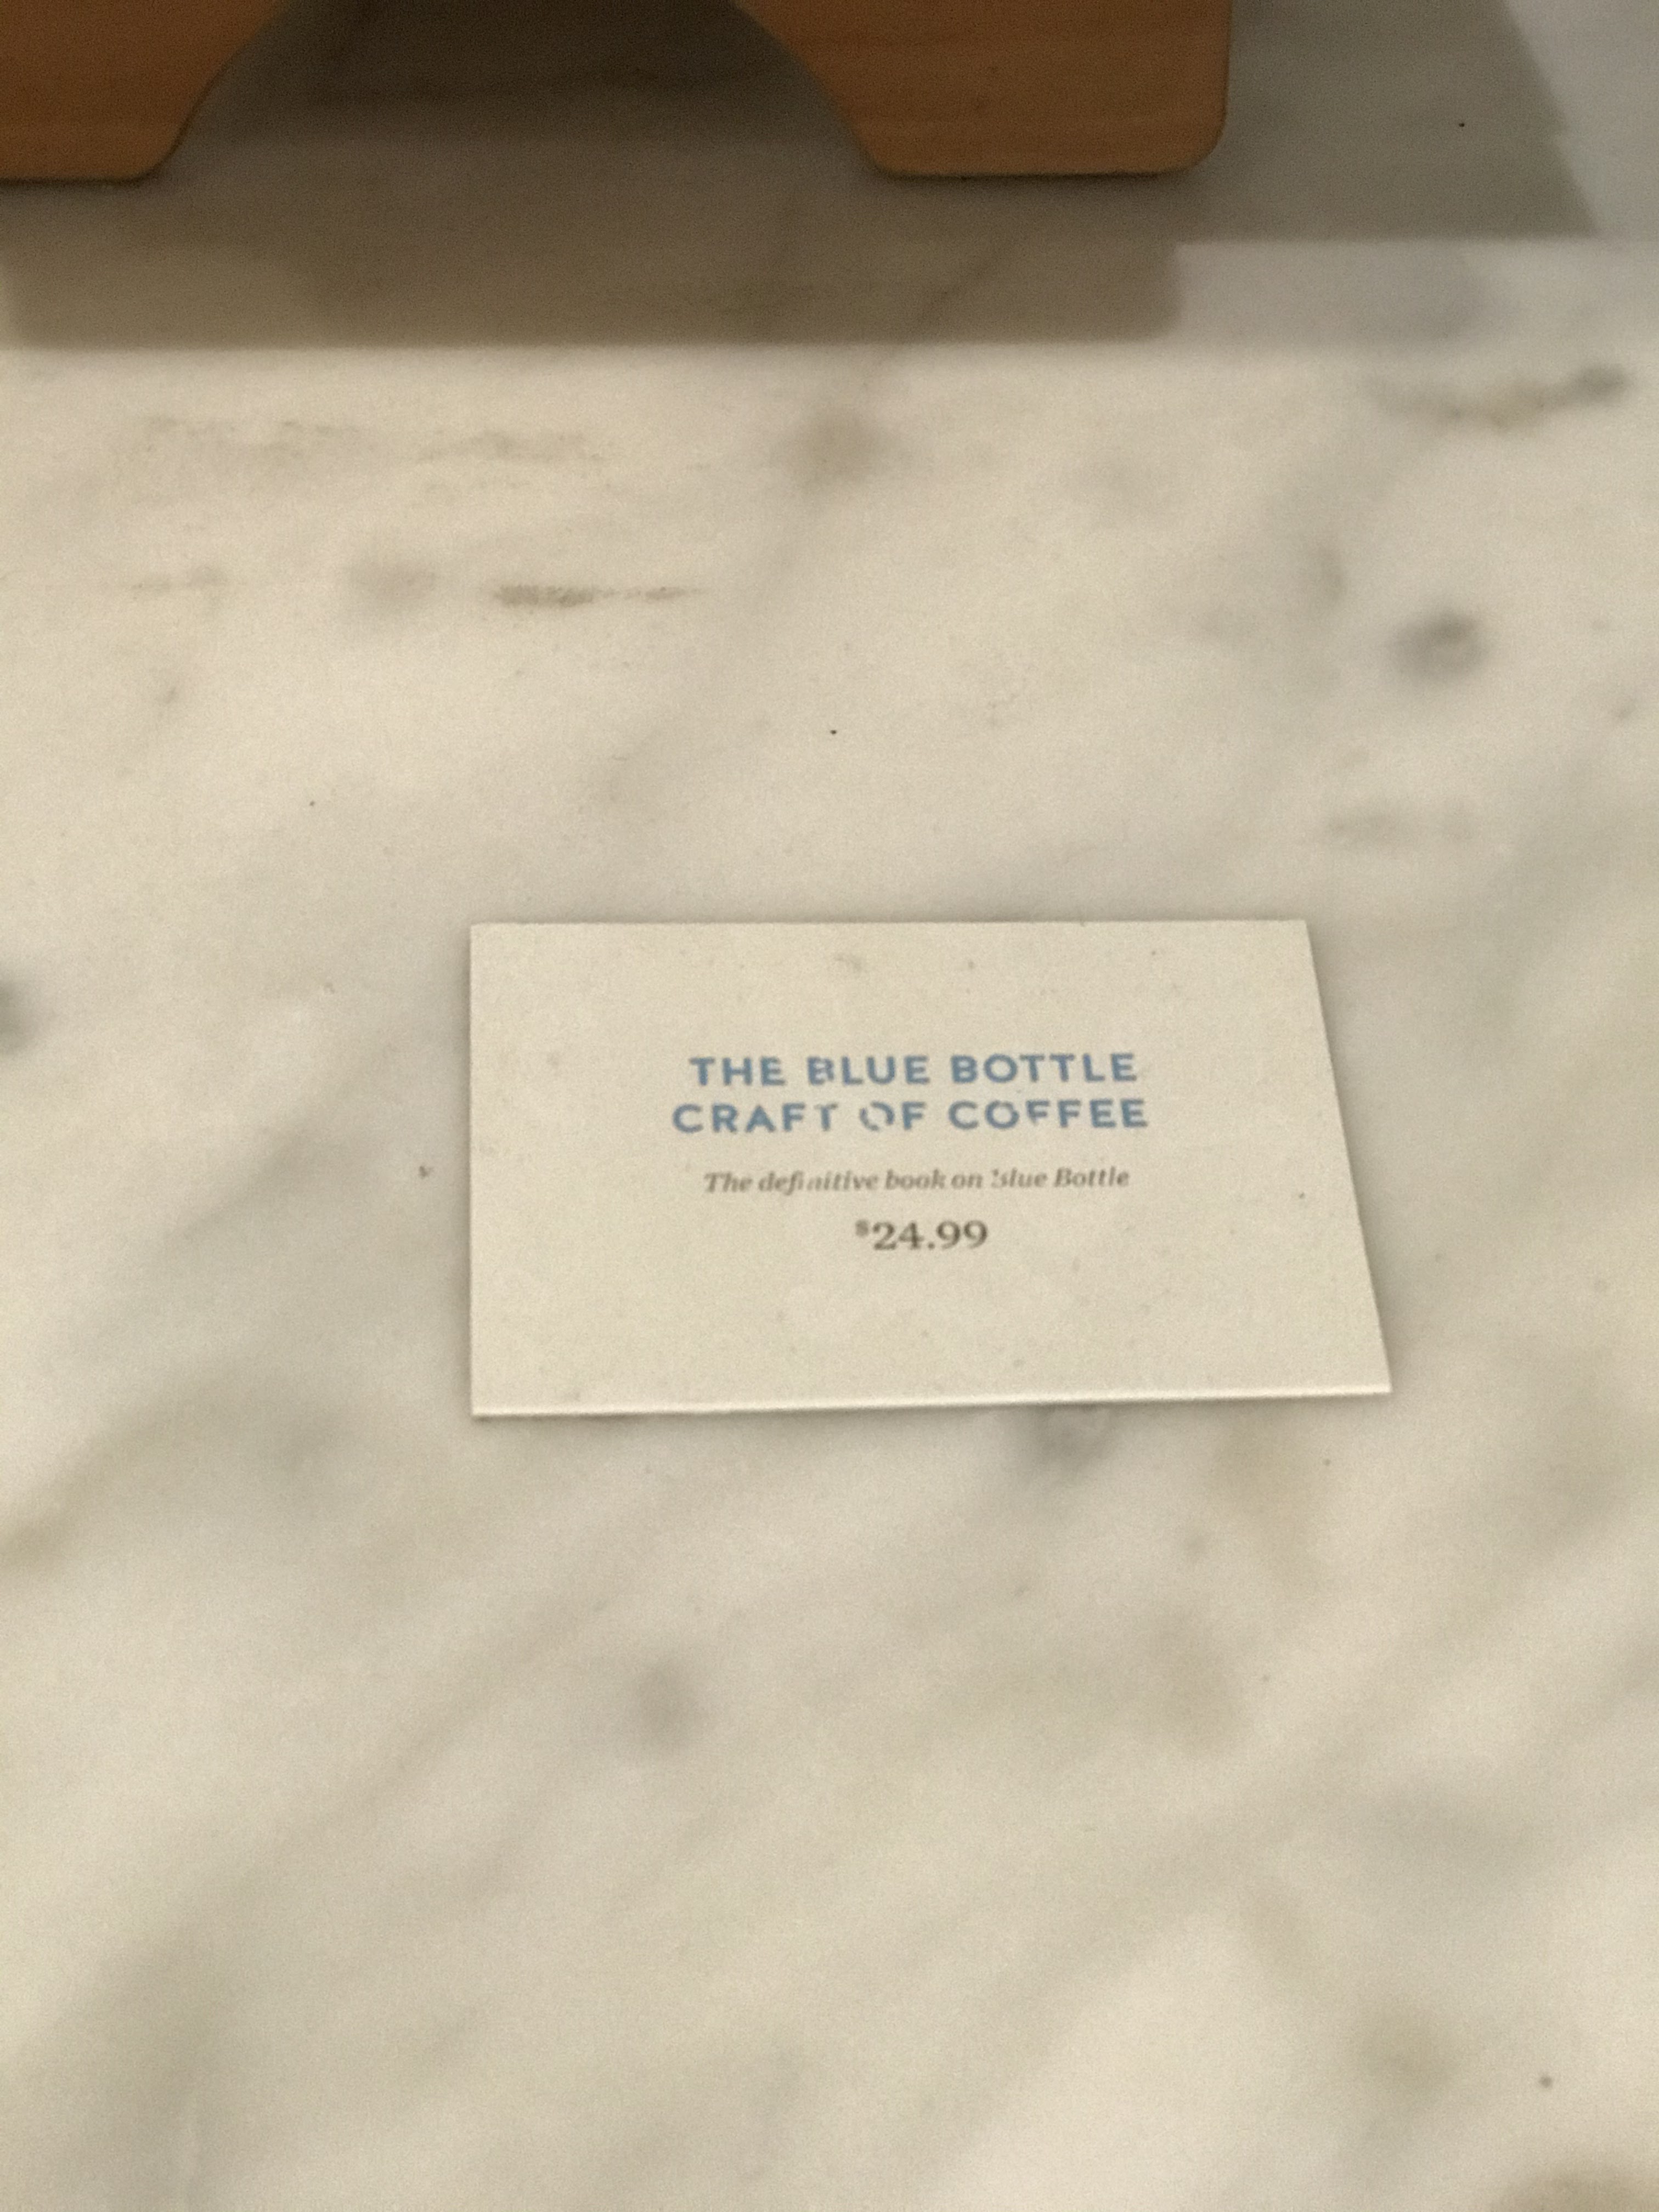 THE BLUE BOTTLE
CRAFT OF COFFEE
The definitive book on Blue Bottle
$24.99